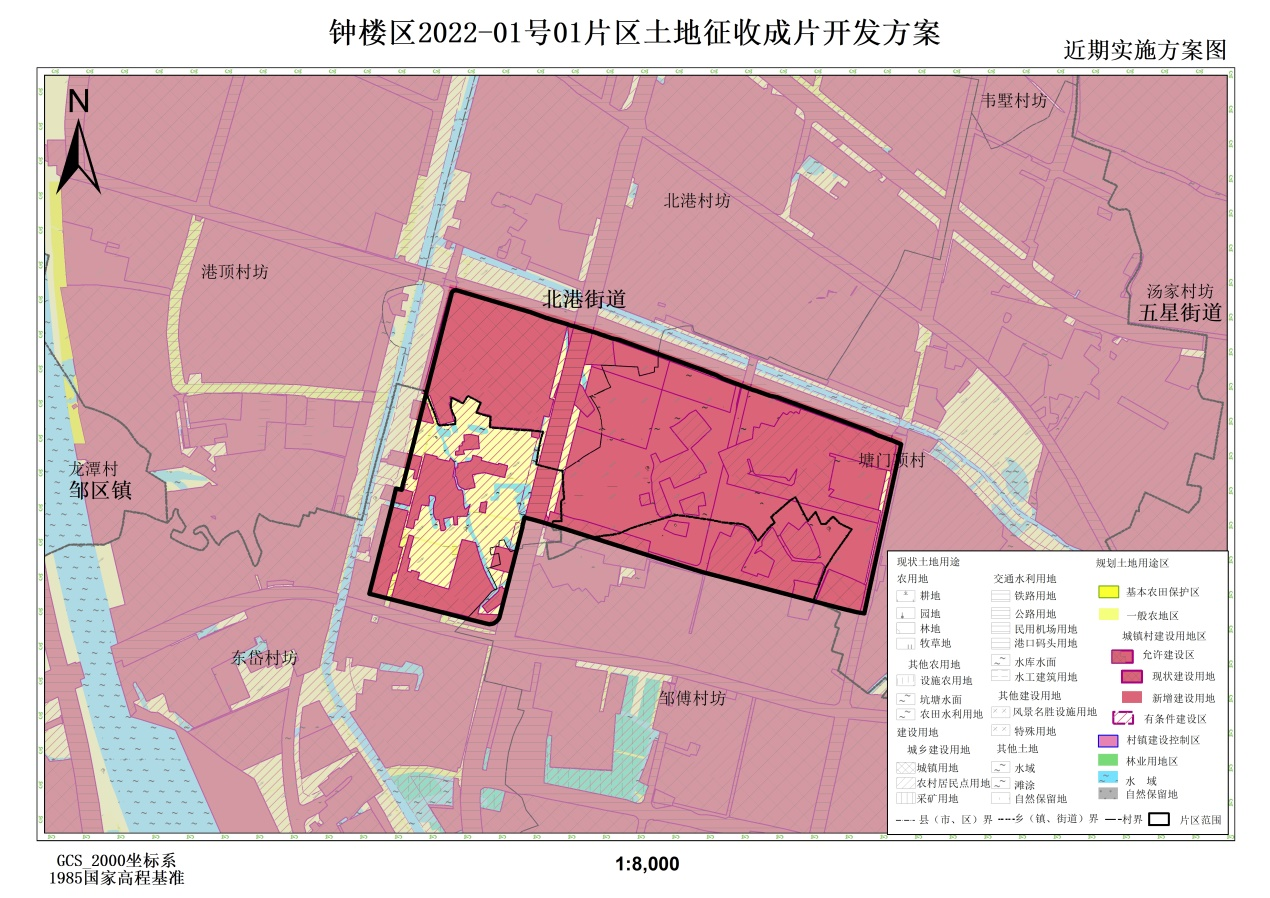 钟楼区2022-01号01片区土地征收成片开发方案
近期实施方案图
N
韦墅村坊
北港村坊
港顶村坊
汤家村坊
北港街道
五星街道
塘门顶村
龙潭村
邹区镇
东岱村坊
邹傅村坊
现状土地用途
农用地
耕地
园地
林地
牧草地
其他农用地
设施农用地
坑塘水面
农田水利用地
建设用地
城乡建设用地
城镇用地
农村居民点用地
采矿用地
交通水利用地
铁路用地
公路用地
民用机场用地
港口码头用地
水库水面
水工建筑用地
其他建设用地
风景名胜设施用地
特殊用地
其他土地
水域
滩涂
自然保留地
规划土地用途区
基本农田保护区
一般农地区
城镇村建设用地区
允许建设区
现状建设用地
新增建设用地
有条件建设区
村镇建设控制区
林业用地区
水 域
自然保留地
县（市、区）界
乡（镇、街道）界
村界
片区范围
GCS_2000坐标系
1985国家高程基准
1:8,000